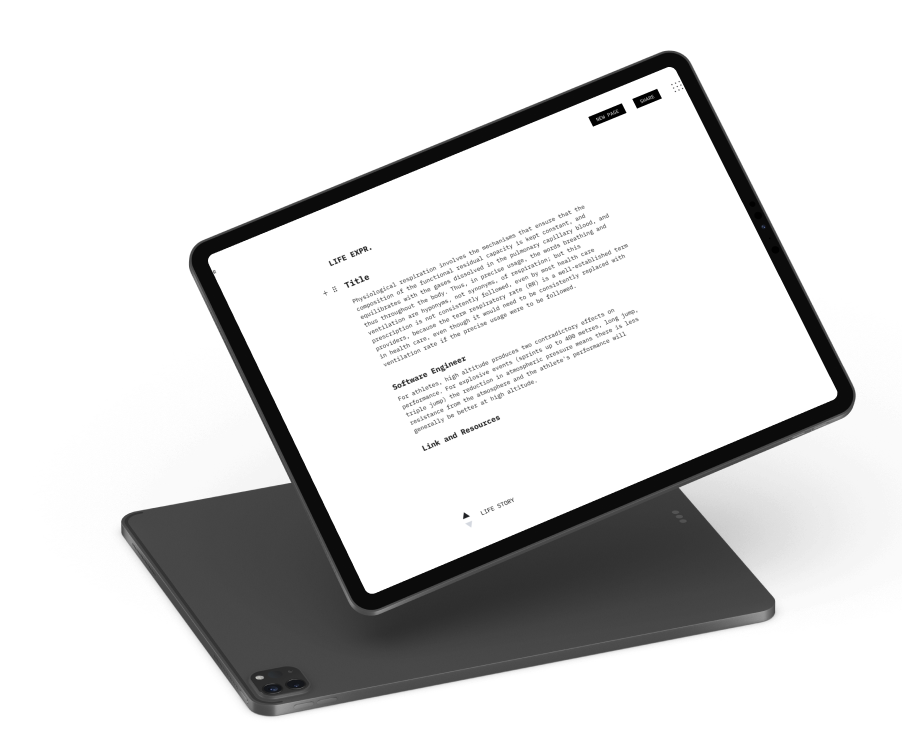 NEW PAGE
SHARE
LIFE EXPR.
Title
Physiological respiration involves the mechanisms that ensure that the
composition of the functional residual capacity is kept constant, and
equilibrates with the gases dissolved in the pulmonary capillary blood, and
thus throughout the body. Thus, in precise usage, the words breathing and
ventilation are hyponyms, not synonyms, of respiration; but this
prescription is not consistently followed, even by most health care
providers, because the term respiratory rate (RR) is a well-established term
in health care, even though it would need to be consistently replaced with
ventilation rate if the precise usage were to be followed.
Software Engineer
For athletes, high altitude produces two contradictory effects on
performance. For explosive events (sprints up to 400 metres, long jump,
triple jump) the reduction in atmospheric pressure means there is less
resistance from the atmosphere and the athlete's performance will
generally be better at high altitude.
Link and Resources
LIFE STORY